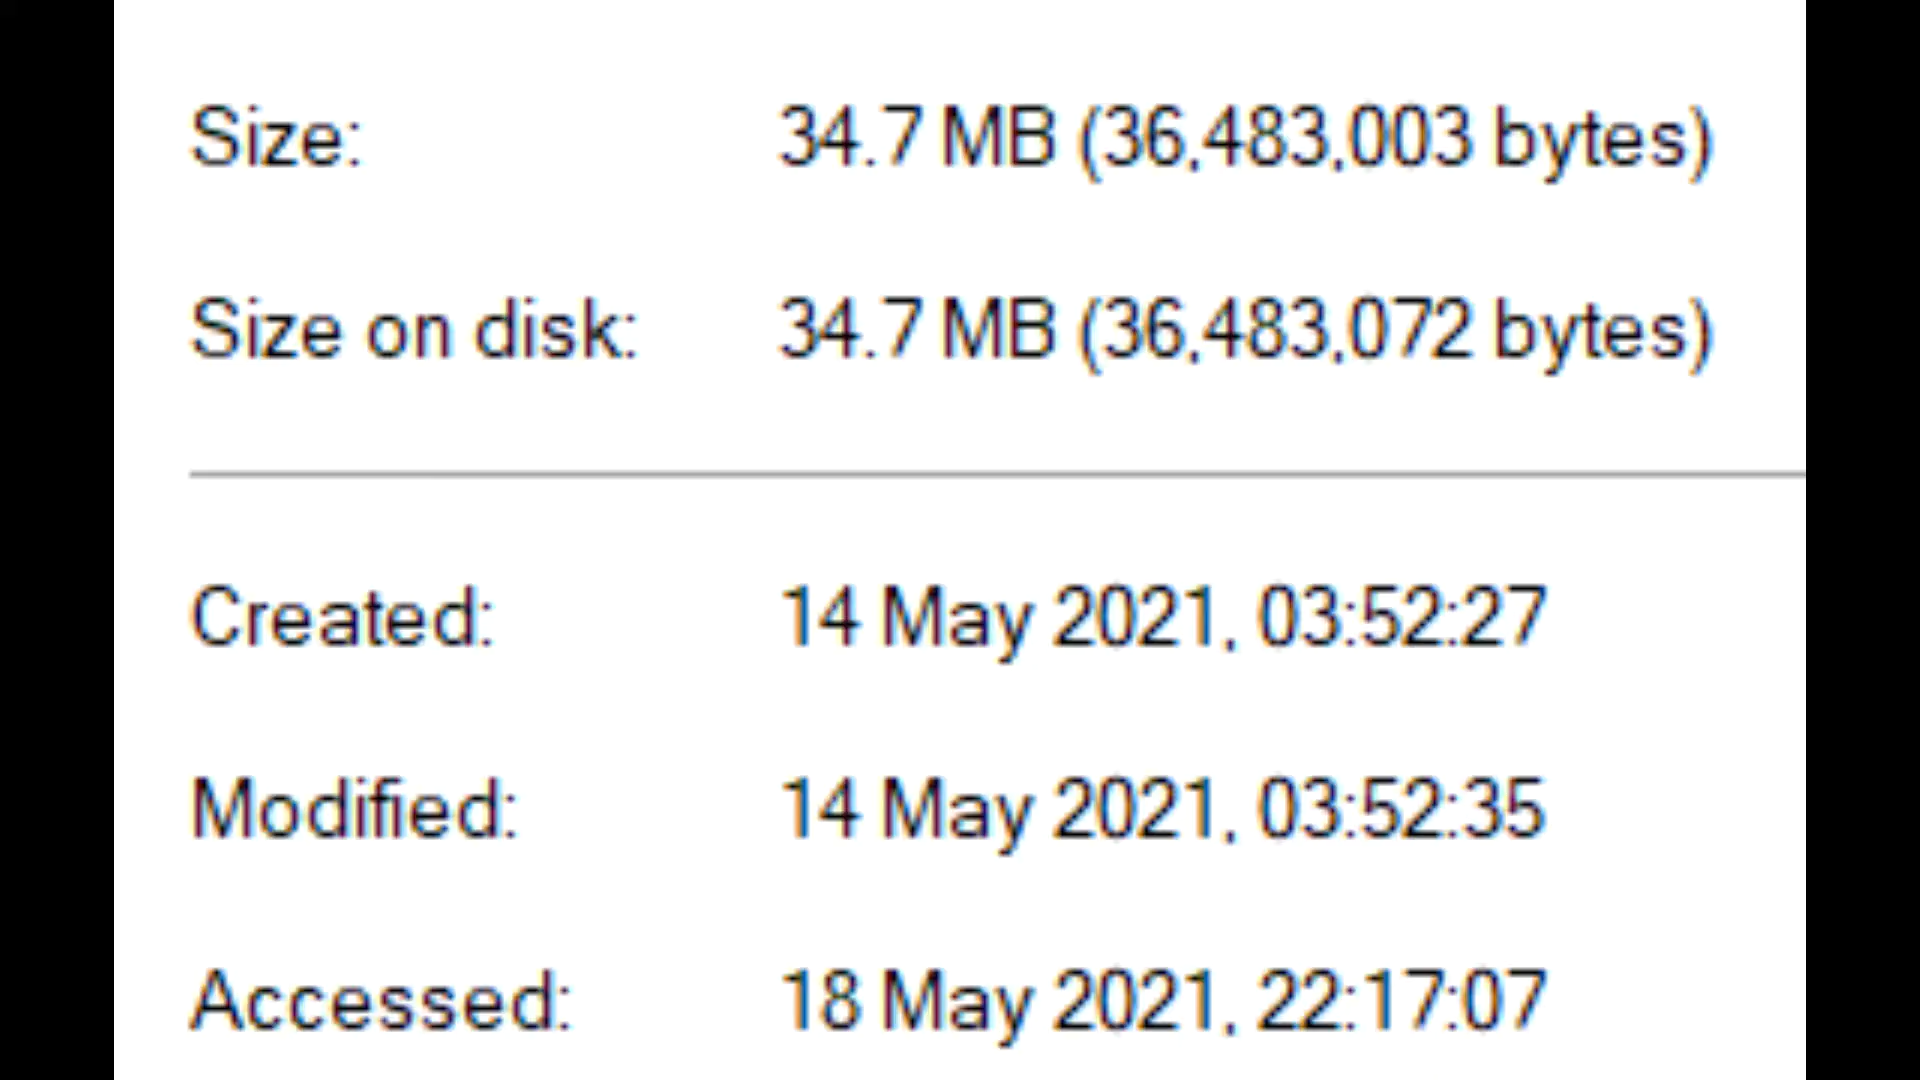 Size: 34.7 MB (36,483,003 bytes)
Size on disk: 34.7 MB (36,483,072 bytes)
Created: 14 May 2021, 03:52:27
Modified: 14 May 2021, 03:52:35
Accessed: 18 May 2021, 22:17:07